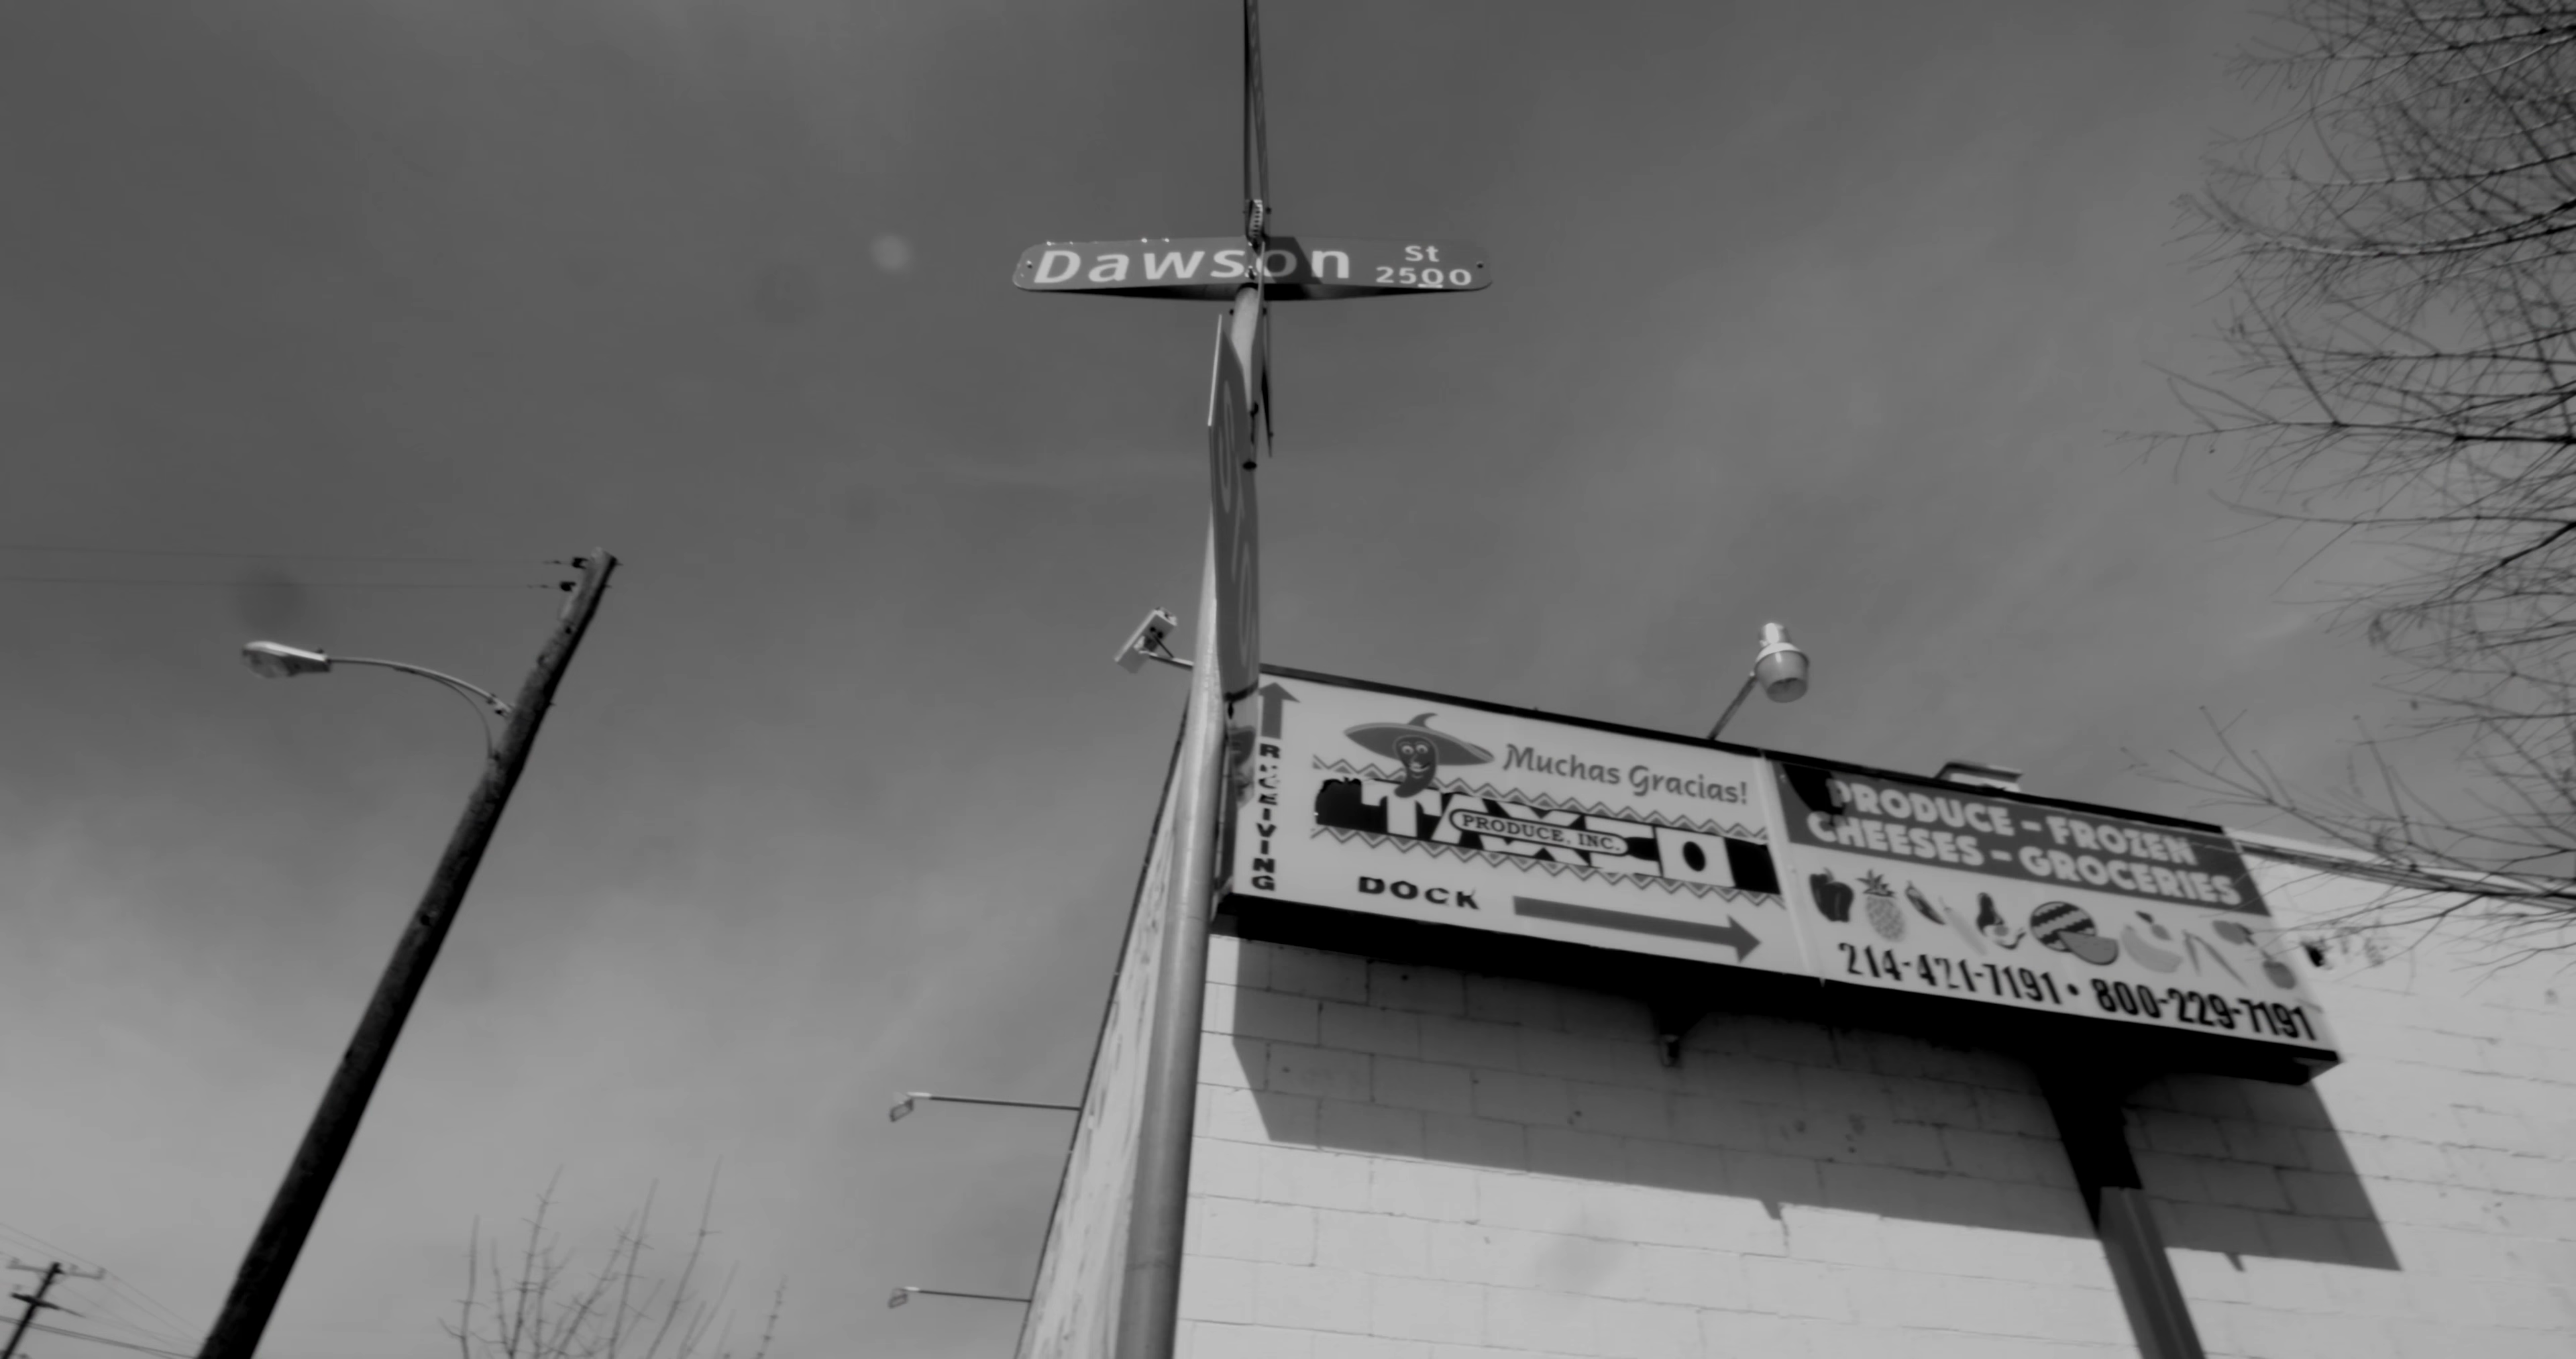 Dawson St
2500
RECEIVING
Muchas Gracias!
TAXCO
PRODUCE, INC.
DOCK
PRODUCE - FROZEN
CHEESES - GROCERIES
214-421-7191 • 800-229-7191